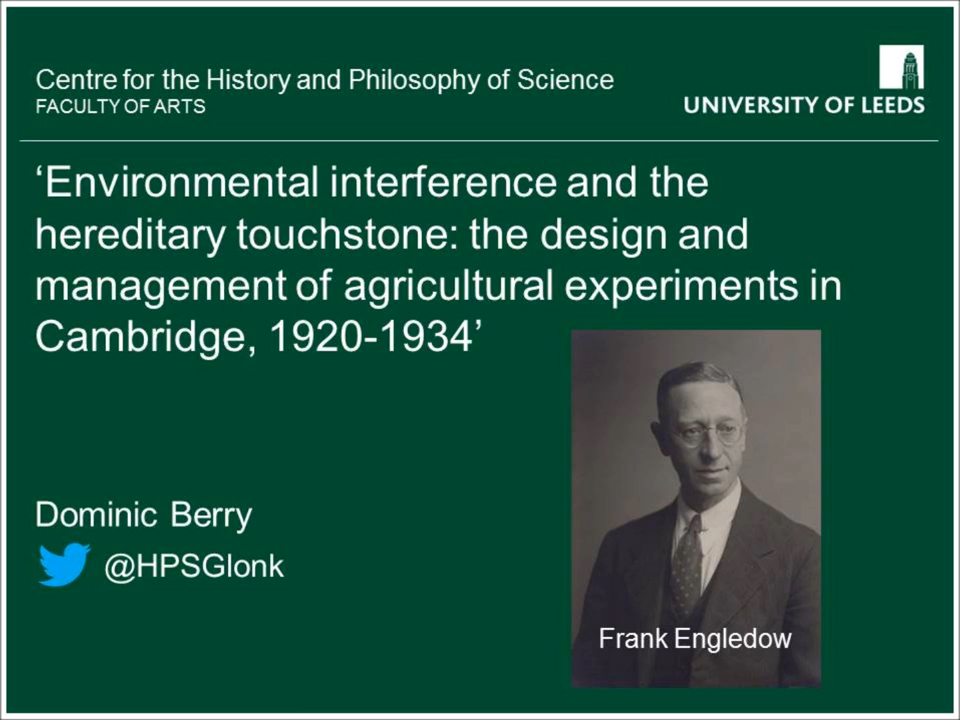 Centre for the History and Philosophy of Science
FACULTY OF ARTS
UNIVERSITY OF LEEDS
‘Environmental interference and the
hereditary touchstone: the design and
management of agricultural experiments in
Cambridge, 1920-1934’
Dominic Berry
@HPSGlonk
Frank Engledow